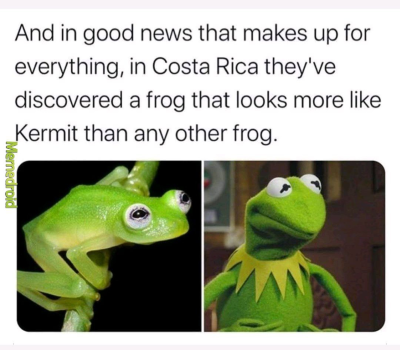 And in good news that makes up for
everything, in Costa Rica they've
discovered a frog that looks more like
Kermit than any other frog.
Memedroid